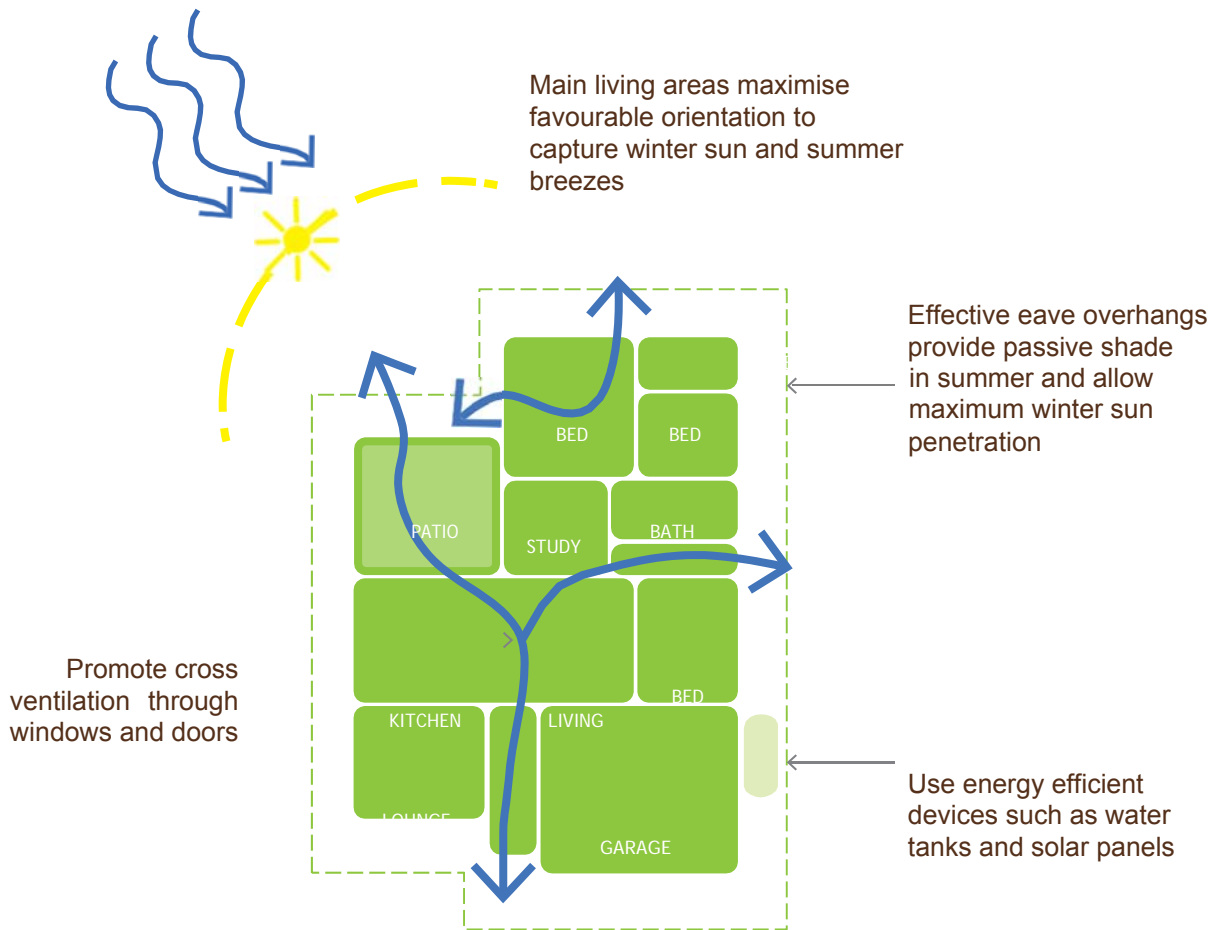 Main living areas maximise
favourable orientation to
capture winter sun and summer
breezes
Effective eave overhangs
provide passive shade
in summer and allow
maximum winter sun
penetration
BED
BED
PATIO
STUDY
BATH
Promote cross
ventilation through
windows and doors
BED
KITCHEN
LIVING
LOUNGE
GARAGE
Use energy efficient
devices such as water
tanks and solar panels